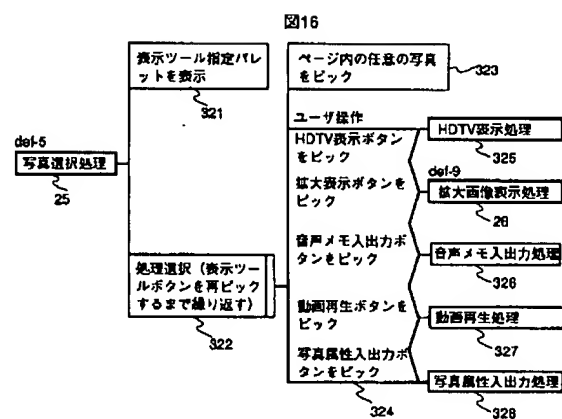 図16
表示ツール指定パレットを表示
321
ページ内の任意の写真をピック
323
def-5
写真選択処理
25
処理選択（表示ツール
ボタンを再ピック
するまで繰り返す）
322
ユーザ操作
HDTV表示ボタン
をピック
HDTV表示処理
325
拡大表示ボタンを
ピック
def-9
拡大画像表示処理
28
音声メモ入出力ボ
タンをピック
音声メモ入出力処理
326
動画再生ボタンを
ピック
動画再生処理
327
写真属性入出力ボ
タンをピック
324
写真属性入出力処理
328